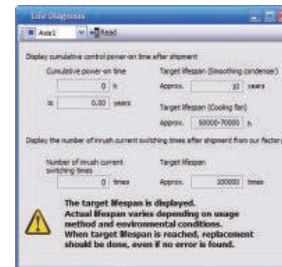 Life Diagnosis
Axis1 Read
Display cumulative control power-on time after shipment
Cumulative power-on time Target lifespan (Smoothing condenser)
0 h Approx. 10 years
≈ 0.00 years Target lifespan (Cooling fan)
Approx. 50000-70000 h
Display the number of inrush current switching times after shipment from our factory
Number of inrush current Target lifespan
switching times
0 times Approx. 100000 times
The target lifespan is displayed.
Actual lifespan varies depending on usage
method and environmental conditions.
When target lifespan is reached, replacement
should be done, even if no error is found.